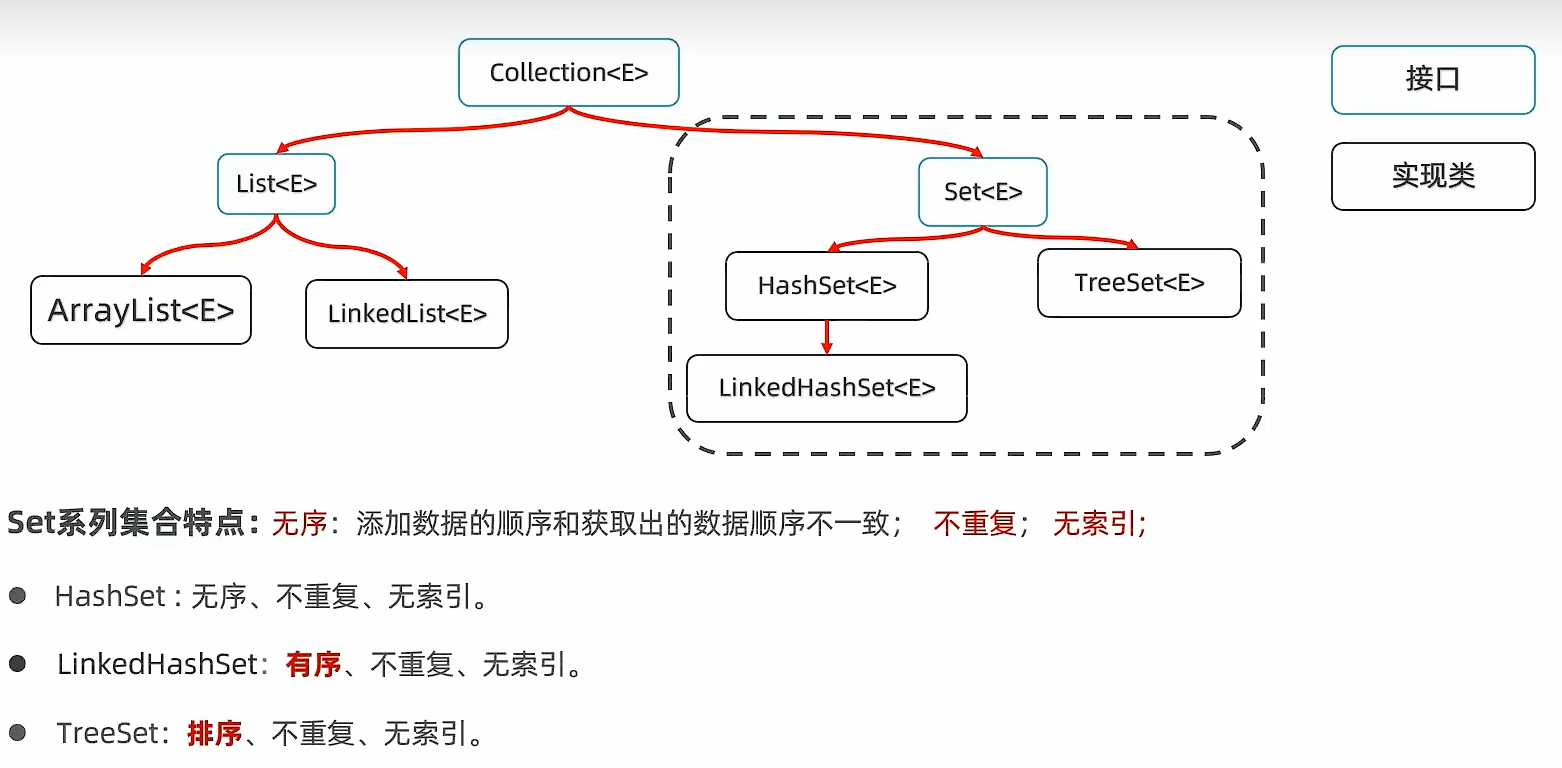 Collection<E>
接口
List<E>
Set<E>
实现类
ArrayList<E>
LinkedList<E>
HashSet<E>
TreeSet<E>
LinkedHashSet<E>
Set系列集合特点：无序：添加数据的顺序和获取出的数据顺序不一致； 不重复； 无索引；
● HashSet : 无序、不重复、无索引。
● LinkedHashSet：有序、不重复、无索引。
● TreeSet：排序、不重复、无索引。